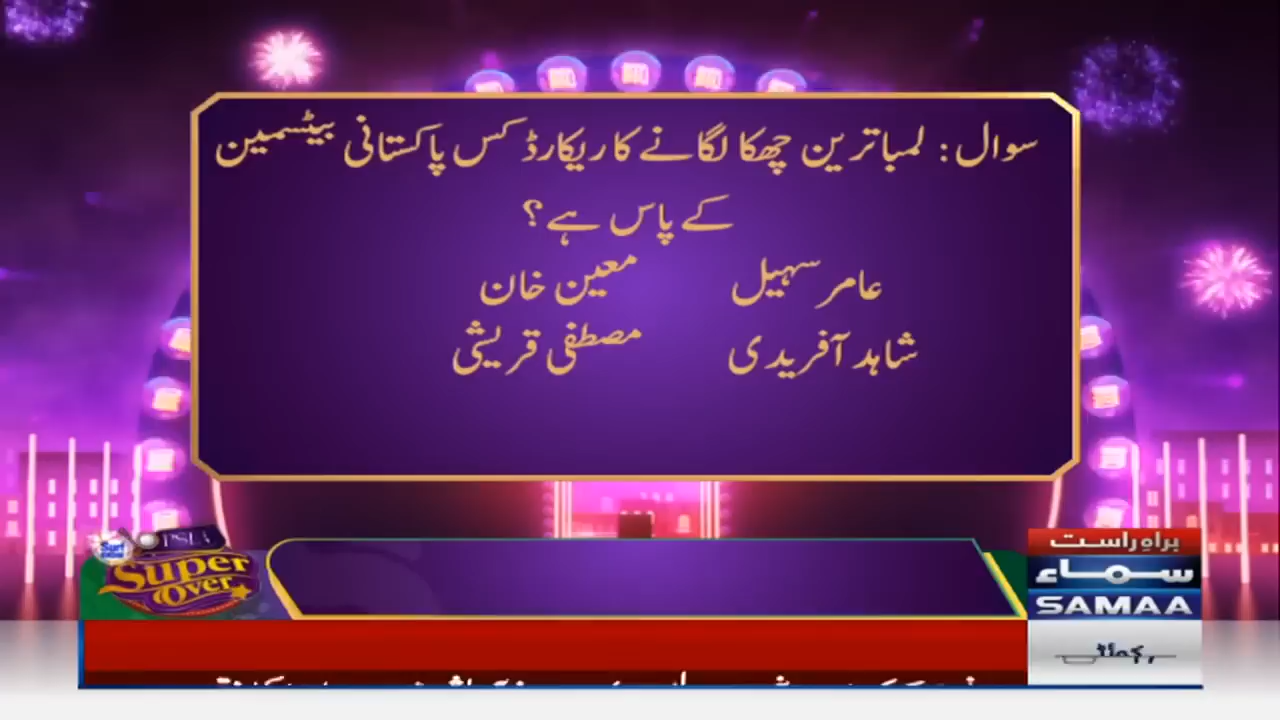 سوال: لمبا ترین چھکا لگانے کا ریکارڈ کس پاکستانی بیٹسمین
کے پاس ہے؟
عامر سہیل معین خان
شاہد آفریدی مصطفی قریشی
Super
Over
براہِ راست
سماء
SAMAA